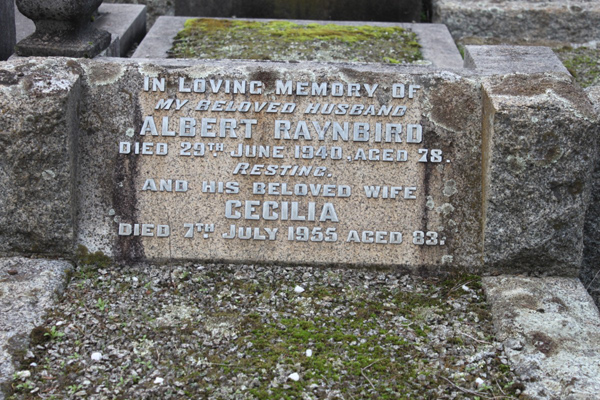 IN LOVING MEMORY OF
MY BELOVED HUSBAND
ALBERT RAYNBIRD
DIED 29TH JUNE 1940, AGED 78.
RESTING.
AND HIS BELOVED WIFE
CECILIA
DIED 7TH JULY 1955 AGED 83.